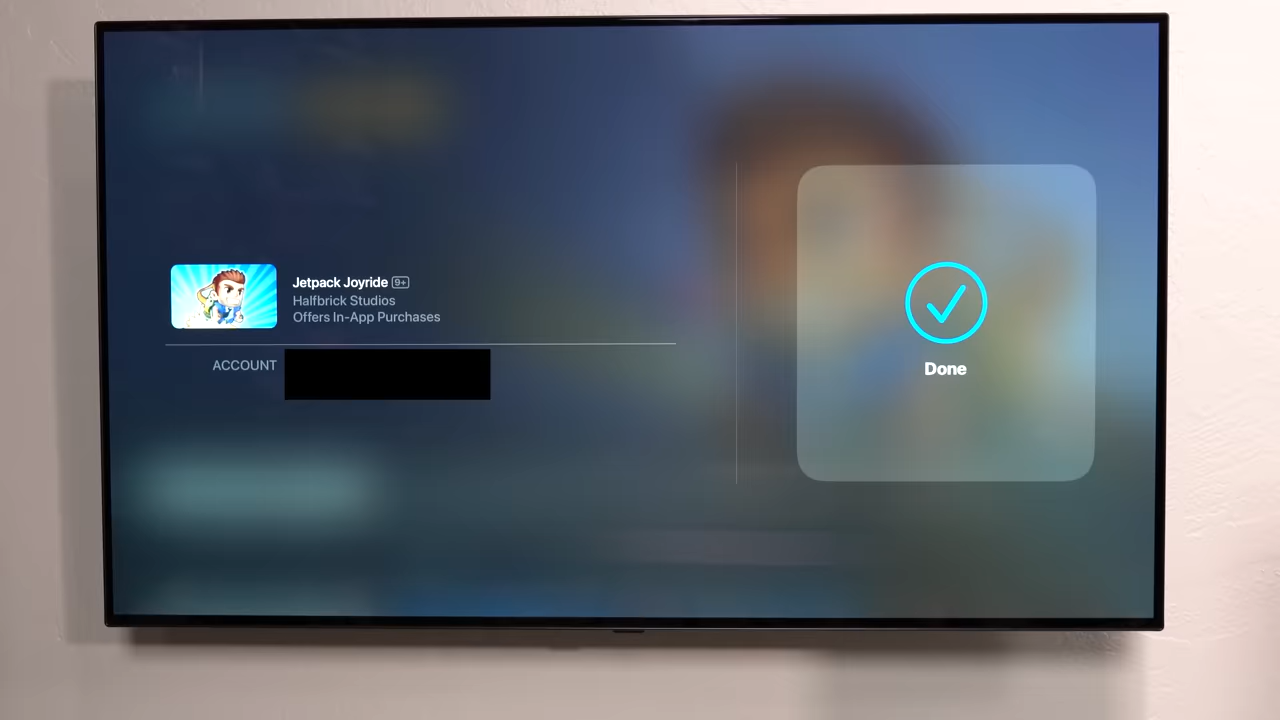 Jetpack Joyride 9+
Halfbrick Studios
Offers In-App Purchases
ACCOUNT
Done